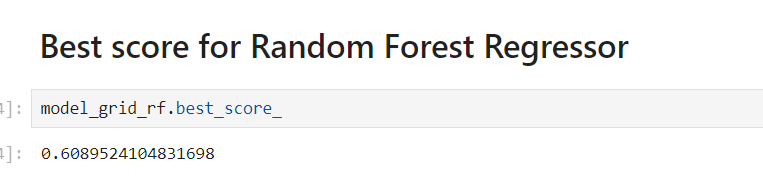 Best score for Random Forest Regressor
4]: model_grid_rf.best_score_
4]: 0.6089524104831698